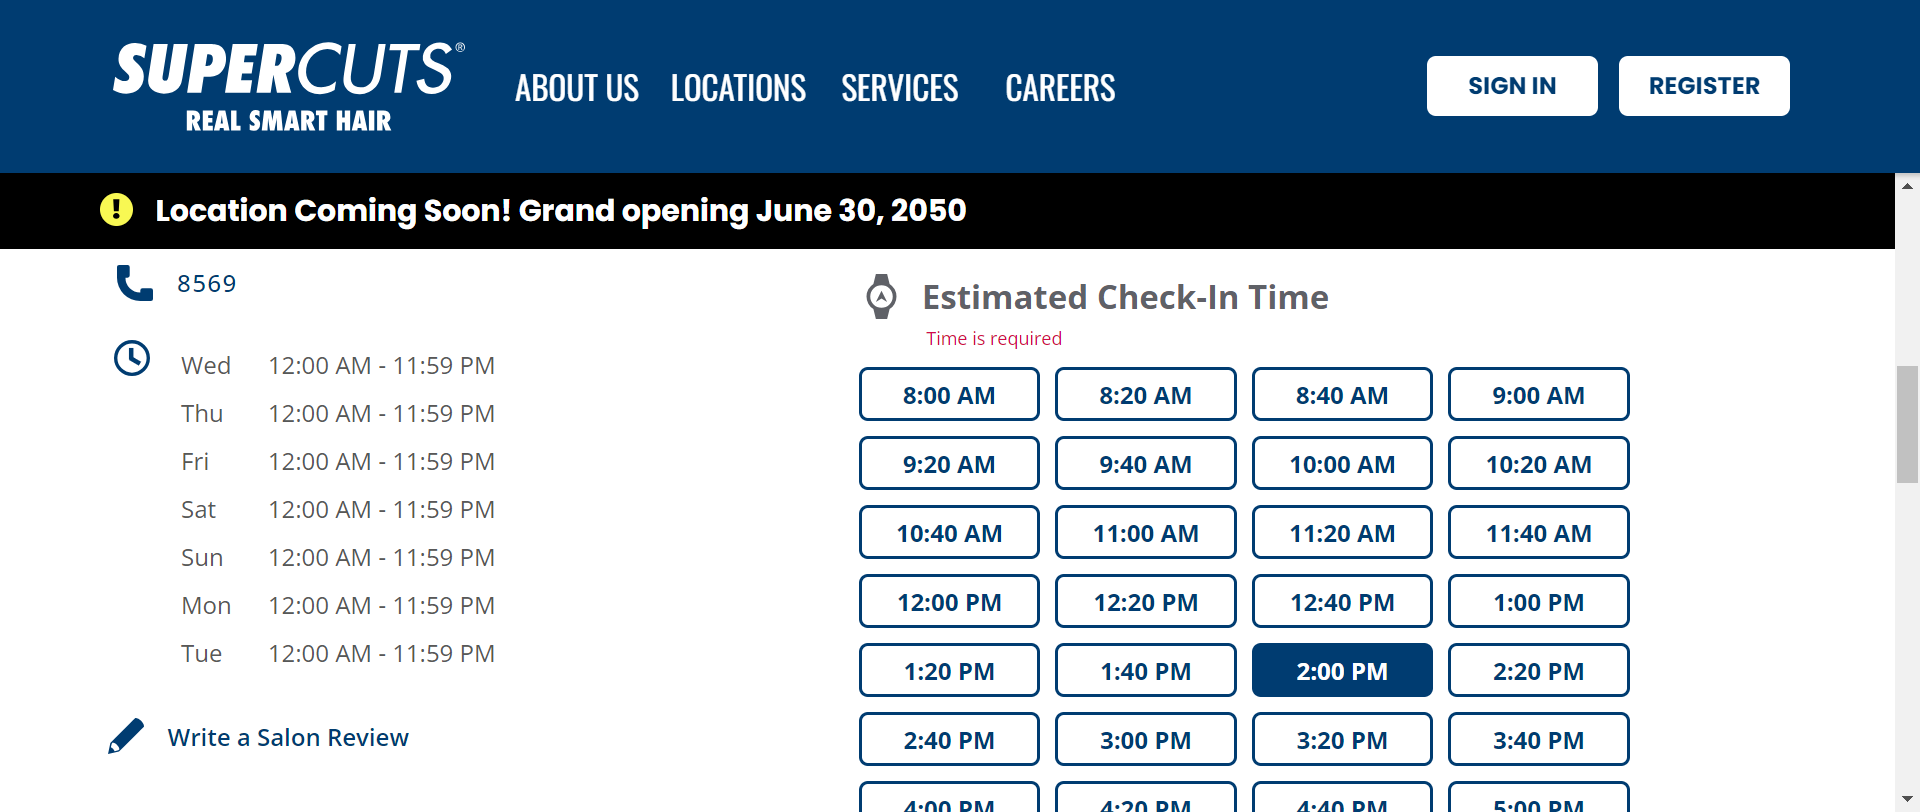 SUPERCUTS®
REAL SMART HAIR
ABOUT US LOCATIONS SERVICES CAREERS
SIGN IN REGISTER
Location Coming Soon! Grand opening June 30, 2050
8569
Wed 12:00 AM - 11:59 PM
Thu 12:00 AM - 11:59 PM
Fri 12:00 AM - 11:59 PM
Sat 12:00 AM - 11:59 PM
Sun 12:00 AM - 11:59 PM
Mon 12:00 AM - 11:59 PM
Tue 12:00 AM - 11:59 PM
Write a Salon Review
Estimated Check-In Time
Time is required
8:00 AM 8:20 AM 8:40 AM 9:00 AM
9:20 AM 9:40 AM 10:00 AM 10:20 AM
10:40 AM 11:00 AM 11:20 AM 11:40 AM
12:00 PM 12:20 PM 12:40 PM 1:00 PM
1:20 PM 1:40 PM 2:00 PM 2:20 PM
2:40 PM 3:00 PM 3:20 PM 3:40 PM
4:00 PM 4:20 PM 4:40 PM 5:00 PM